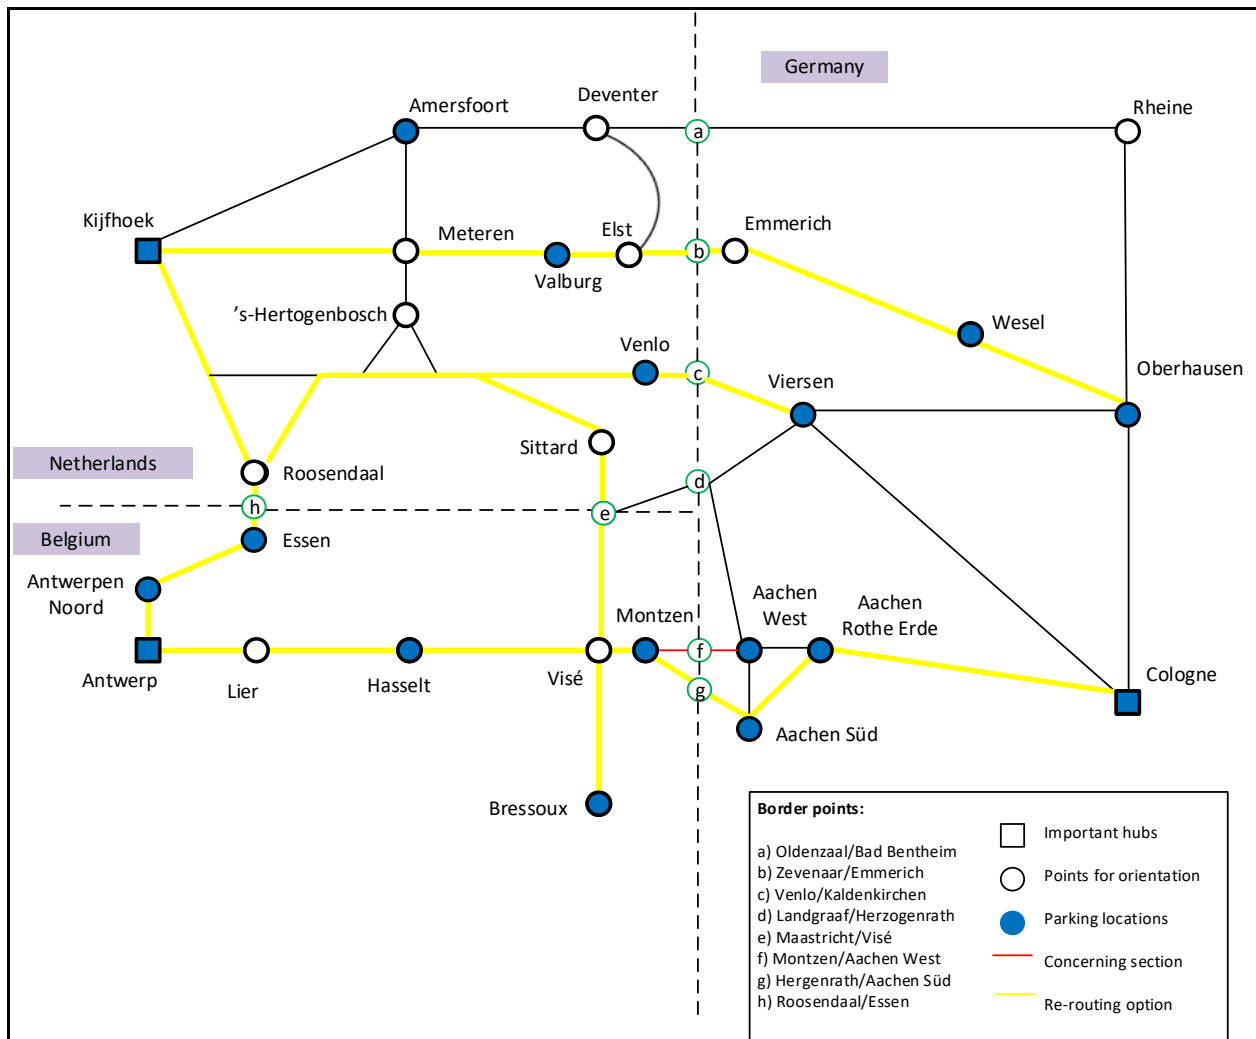 Germany
Deventer
Amersfoort
Rheine
a
Kijfhoek
Meteren
Elst
Emmerich
b
Valburg
's-Hertogenbosch
Wesel
Venlo
c
Viersen
Oberhausen
Sittard
Netherlands
Roosendaal
d
h
e
Belgium
Essen
Antwerpen
Noord
Montzen
Aachen
West
Aachen
Rothe Erde
f
Antwerp
Lier
Hasselt
Visé
g
Cologne
Aachen Süd
Bressoux
Border points:
a) Oldenzaal/Bad Bentheim
b) Zevenaar/Emmerich
c) Venlo/Kaldenkirchen
d) Landgraaf/Herzogenrath
e) Maastricht/Visé
f) Montzen/Aachen West
g) Hergenrath/Aachen Süd
h) Roosendaal/Essen
Important hubs
Points for orientation
Parking locations
Concerning section
Re-routing option